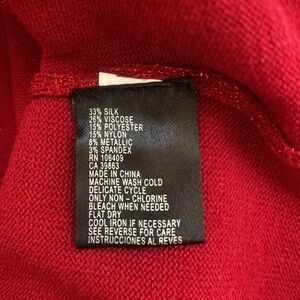 33% SILK
26% VISCOSE
15% POLYESTER
15% NYLON
8% METALLIC
3% SPANDEX
RN 106409
CA 39863
MADE IN CHINA
MACHINE WASH COLD
DELICATE CYCLE
ONLY NON - CHLORINE
BLEACH WHEN NEEDED
FLAT DRY
COOL IRON IF NECESSARY
SEE REVERSE FOR CARE
INSTRUCCIONES AL REVES